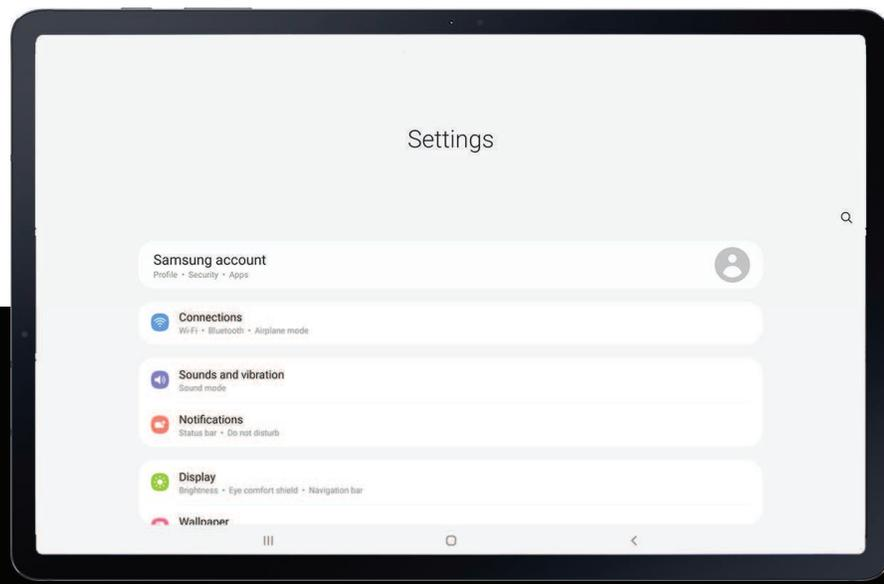 Settings
Samsung account
Profile • Security • Apps
Connections
Wi-Fi • Bluetooth • Airplane mode
Sounds and vibration
Sound mode
Notifications
Status bar • Do not disturb
Display
Brightness • Eye comfort shield • Navigation bar
Wallpaper